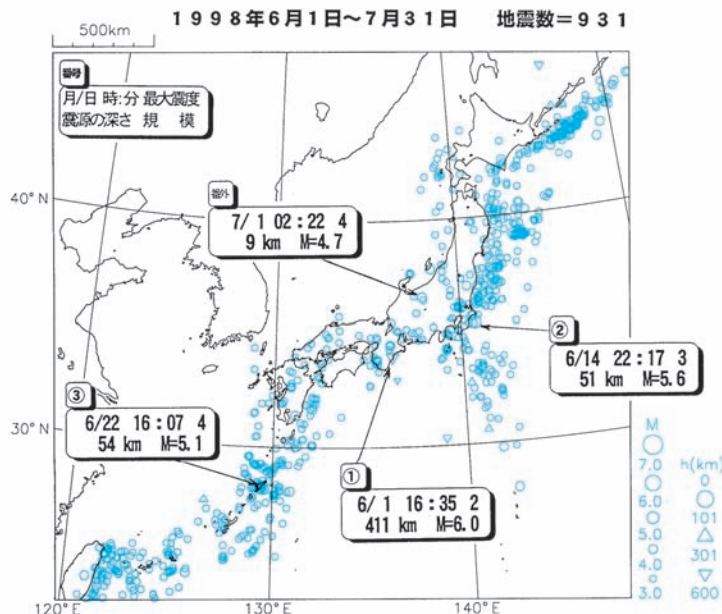 1998年6月1日～7月31日 地震数＝931
500km
番号
月/日 時:分 最大震度
震源の深さ 規 模
40°N
番外
7/ 1 02:22 4
9 km M=4.7
②
6/14 22:17 3
51 km M=5.6
③
6/22 16:07 4
54 km M=5.1
30°N
①
6/ 1 16:35 2
411 km M=6.0
M
7.0
6.0
5.0
4.0
3.0
h(km)
0
101
301
600
120°E
130°E
140°E